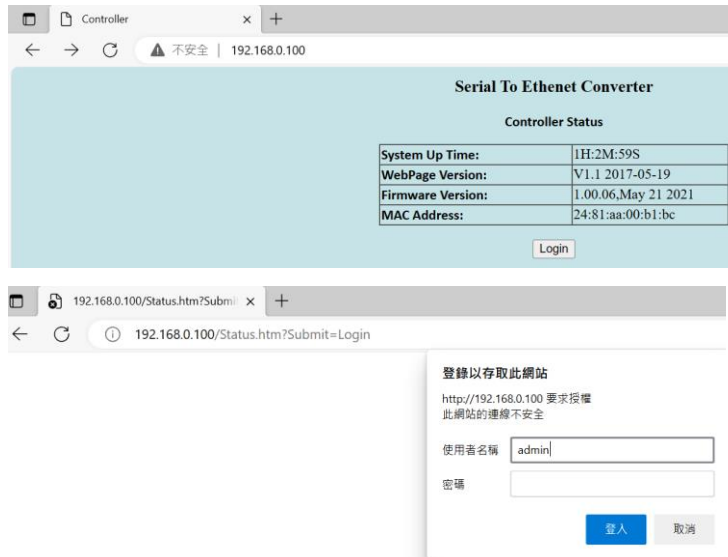 Controller
不安全 | 192.168.0.100
Serial To Ethenet Converter
Controller Status
System Up Time: 1H:2M:59S
WebPage Version: V1.1 2017-05-19
Firmware Version: 1.00.06,May 21 2021
MAC Address: 24:81:aa:00:b1:bc
Login
192.168.0.100/Status.htm?Submi
192.168.0.100/Status.htm?Submit=Login
登錄以存取此網站
http://192.168.0.100 要求授權
此網站的連線不安全
使用者名稱 admin
密碼
登入 取消